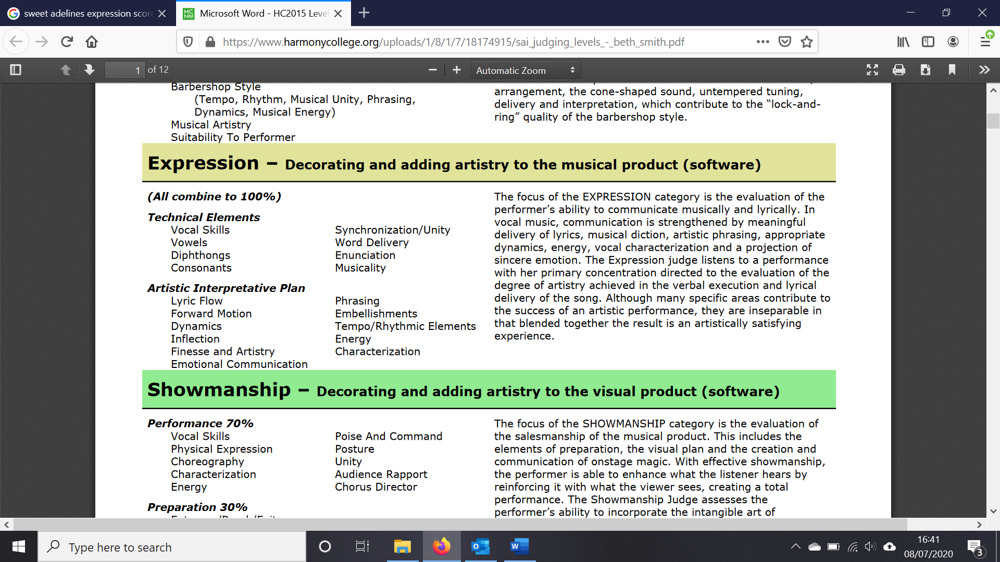 sweet adelines expression score
Microsoft Word - HC2015 Level
https://www.harmonycollege.org/uploads/1/8/1/7/18174915/sai_judging_levels_-_beth_smith.pdf
1 of 12
Automatic Zoom
Barbershop Style
(Tempo, Rhythm, Musical Unity, Phrasing,
Dynamics, Musical Energy)
Musical Artistry
Suitability To Performer
arrangement, the cone-shaped sound, untempered tuning,
delivery and interpretation, which contribute to the “lock-and-
ring” quality of the barbershop style.
Expression – Decorating and adding artistry to the musical product (software)
(All combine to 100%)
Technical Elements
Vocal Skills Synchronization/Unity
Vowels Word Delivery
Diphthongs Enunciation
Consonants Musicality
Artistic Interpretative Plan
Lyric Flow Phrasing
Forward Motion Embellishments
Dynamics Tempo/Rhythmic Elements
Inflection Energy
Finesse and Artistry Characterization
Emotional Communication
The focus of the EXPRESSION category is the evaluation of the
performer’s ability to communicate musically and lyrically. In
vocal music, communication is strengthened by meaningful
delivery of lyrics, musical diction, artistic phrasing, appropriate
dynamics, energy, vocal characterization and a projection of
sincere emotion. The Expression judge listens to a performance
with her primary concentration directed to the evaluation of the
degree of artistry achieved in the verbal execution and lyrical
delivery of the song. Although many specific areas contribute to
the success of an artistic performance, they are inseparable in
that blended together the result is an artistically satisfying
experience.
Showmanship – Decorating and adding artistry to the visual product (software)
Performance 70%
Vocal Skills Poise And Command
Physical Expression Posture
Choreography Unity
Characterization Audience Rapport
Energy Chorus Director
Preparation 30%
The focus of the SHOWMANSHIP category is the evaluation of
the salesmanship of the musical product. This includes the
elements of preparation, the visual plan and the creation and
communication of onstage magic. With effective showmanship,
the performer is able to enhance what the listener hears by
reinforcing it with what the viewer sees, creating a total
performance. The Showmanship Judge assesses the
performer’s ability to incorporate the intangible art of
Type here to search
16:41
08/07/2020
3